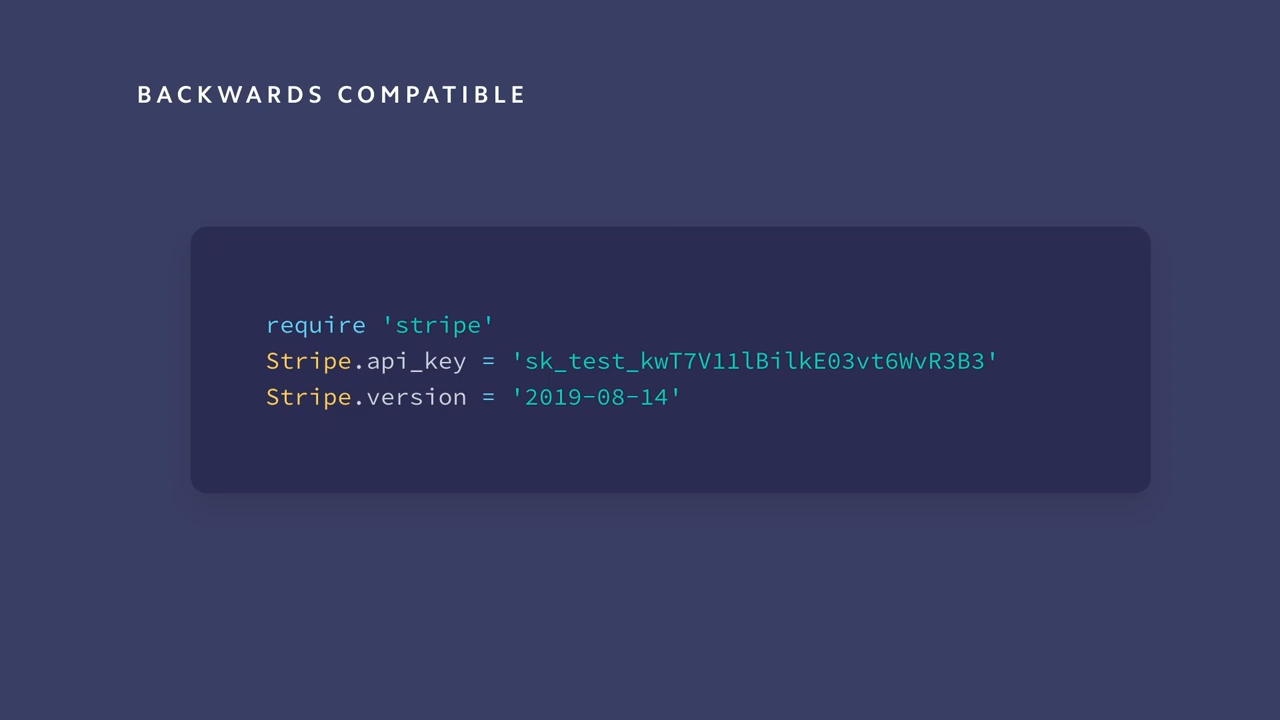 BACKWARDS COMPATIBLE
require 'stripe'
Stripe.api_key = 'sk_test_kwT7V11lBilkE03vt6WvR3B3'
Stripe.version = '2019-08-14'